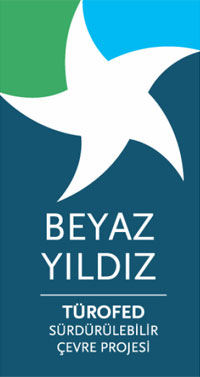 BEYAZ
YILDIZ
TÜROFED
SÜRDÜRÜLEBİLİR
ÇEVRE PROJESİ